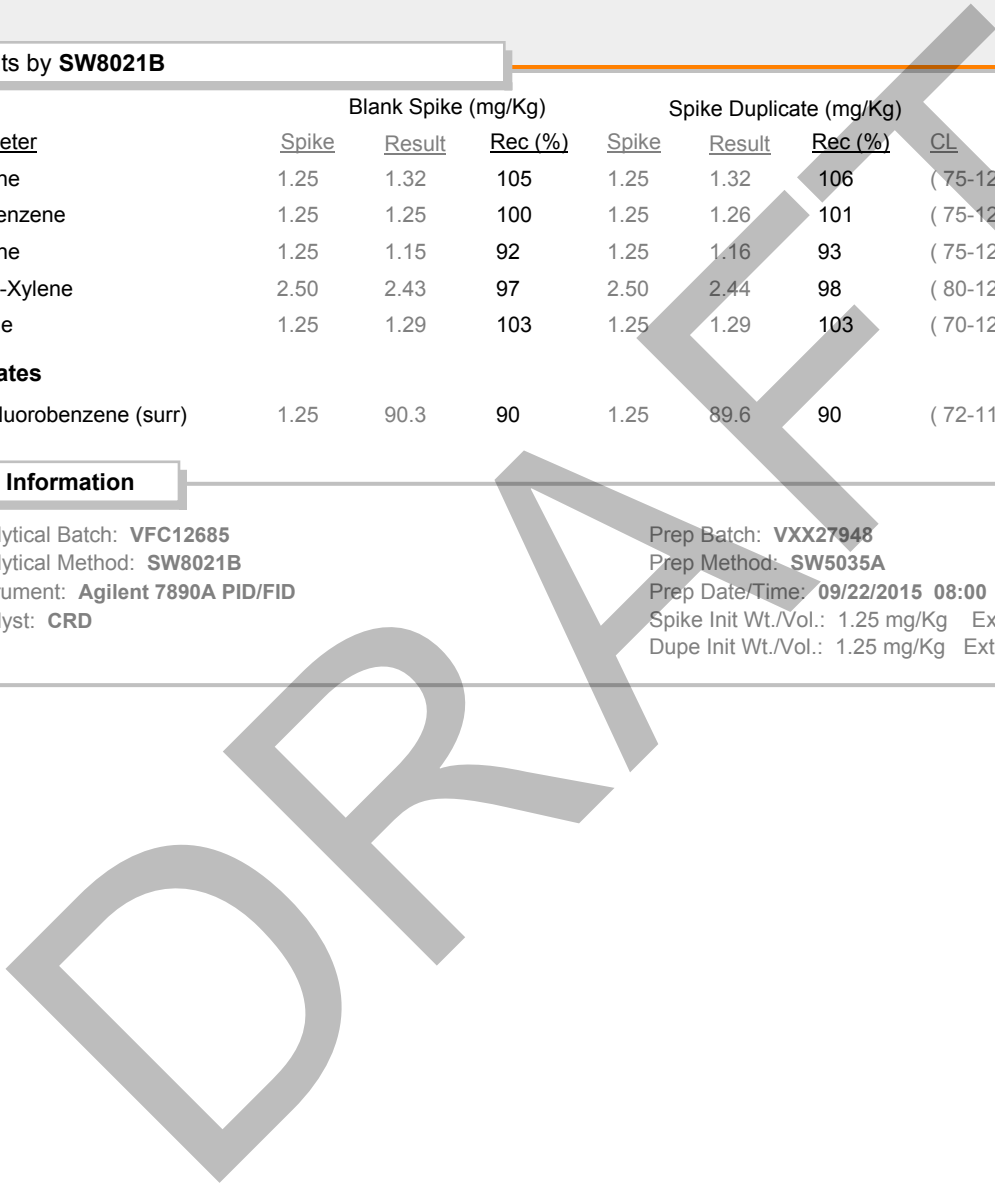 ts by SW8021B
Blank Spike (mg/Kg) Spike Duplicate (mg/Kg)
eter Spike Result Rec (%) Spike Result Rec (%) CL
ne 1.25 1.32 105 1.25 1.32 106 ( 75-12
enzene 1.25 1.25 100 1.25 1.26 101 ( 75-12
ne 1.25 1.15 92 1.25 1.16 93 ( 75-12
-Xylene 2.50 2.43 97 2.50 2.44 98 ( 80-12
e 1.25 1.29 103 1.25 1.29 103 ( 70-12
ates
luorobenzene (surr) 1.25 90.3 90 1.25 89.6 90 ( 72-11
Information
lytical Batch: VFC12685 Prep Batch: VXX27948
lytical Method: SW8021B Prep Method: SW5035A
rument: Agilent 7890A PID/FID Prep Date/Time: 09/22/2015 08:00
lyst: CRD Spike Init Wt./Vol.: 1.25 mg/Kg Ex
Dupe Init Wt./Vol.: 1.25 mg/Kg Ext
DRAFT